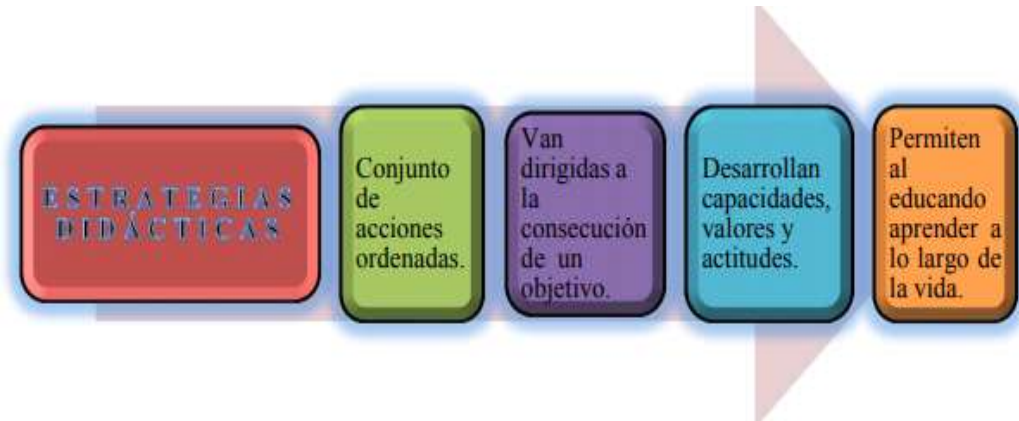 ESTRATEGIAS
DIDÁCTICAS
Conjunto
de
acciones
ordenadas.
Van
dirigidas a
la
consecución
de un
objetivo.
Desarrollan
capacidades,
valores y
actitudes.
Permiten
al
educando
aprender a
lo largo de
la vida.